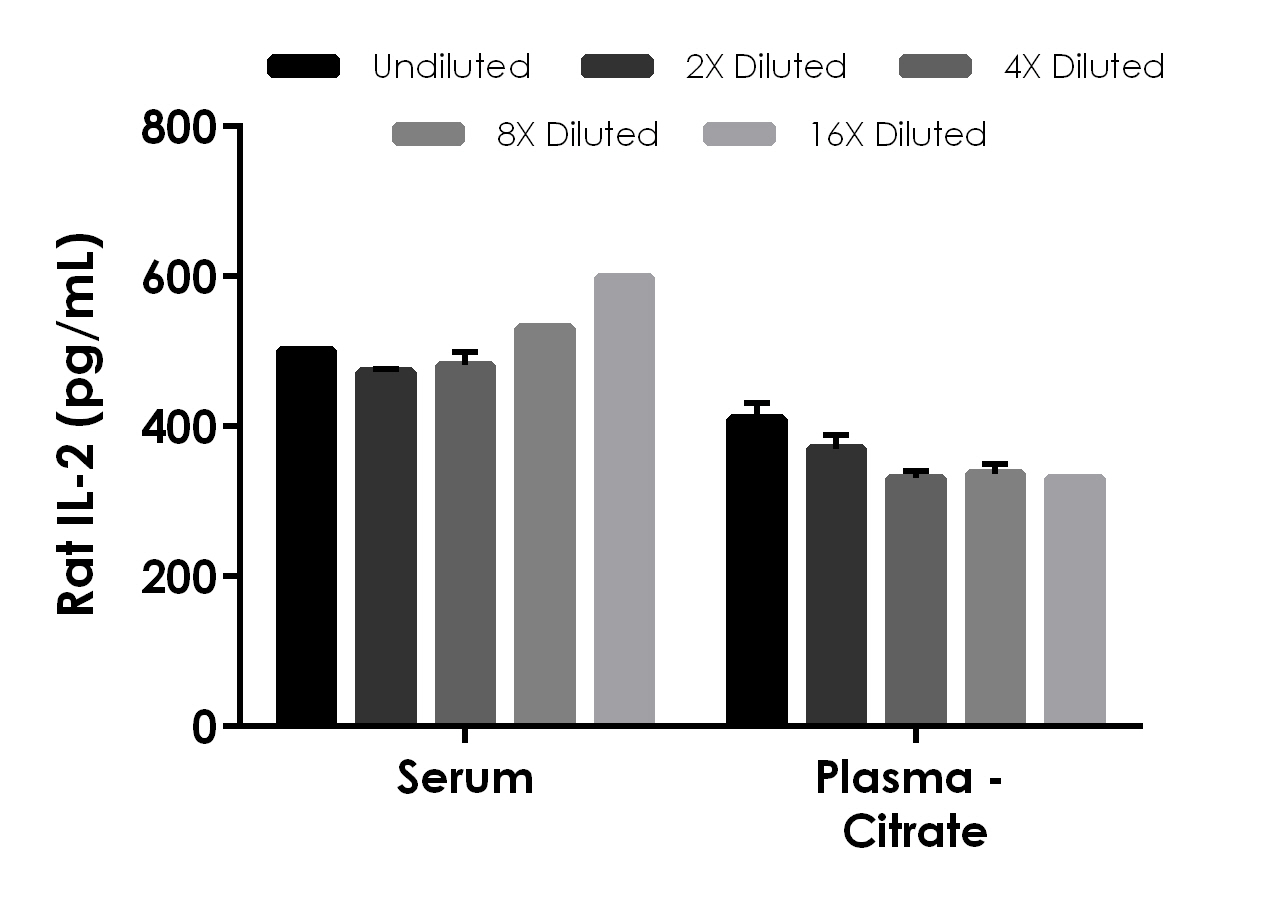 Undiluted 2X Diluted 4X Diluted
8X Diluted 16X Diluted
800
600
400
200
0
Rat IL-2 (pg/mL)
Serum
Plasma -
Citrate